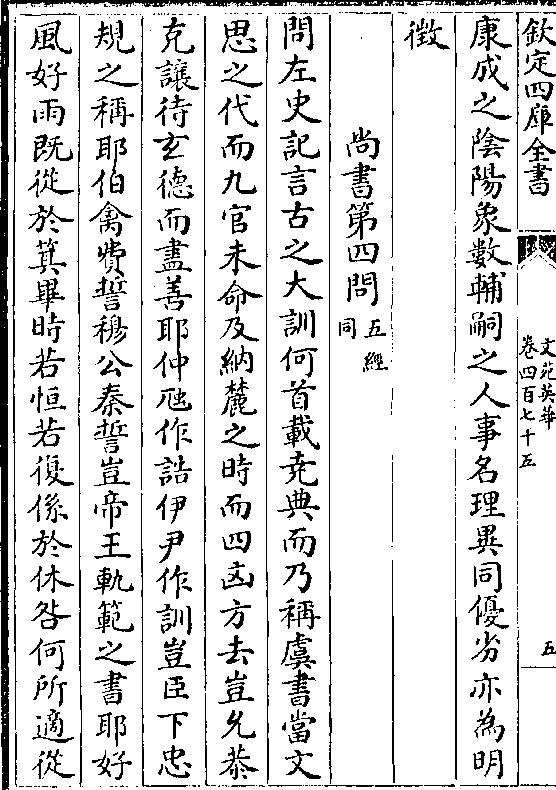 欽定四庫全書
文苑英華
卷四百七十五
五
康成之陰陽象數輔嗣之人事名理異同優劣亦為明
徴
尚書第四問五經同
問左史記言古之大訓何首載堯典而乃稱虞書當文
思之代而九官未命及納麓之時而四凶方去豈允恭
克讓待玄德而盡善耶仲虺作誥伊尹作訓豈臣下忠
規之稱耶伯禽費誓穆公秦誓豈帝王軌範之書耶好
風好雨既從於箕畢時若恒若復係於休咎何所適從